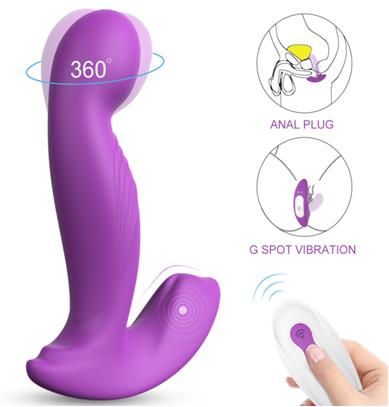 360°
ANAL PLUG
G SPOT VIBRATION